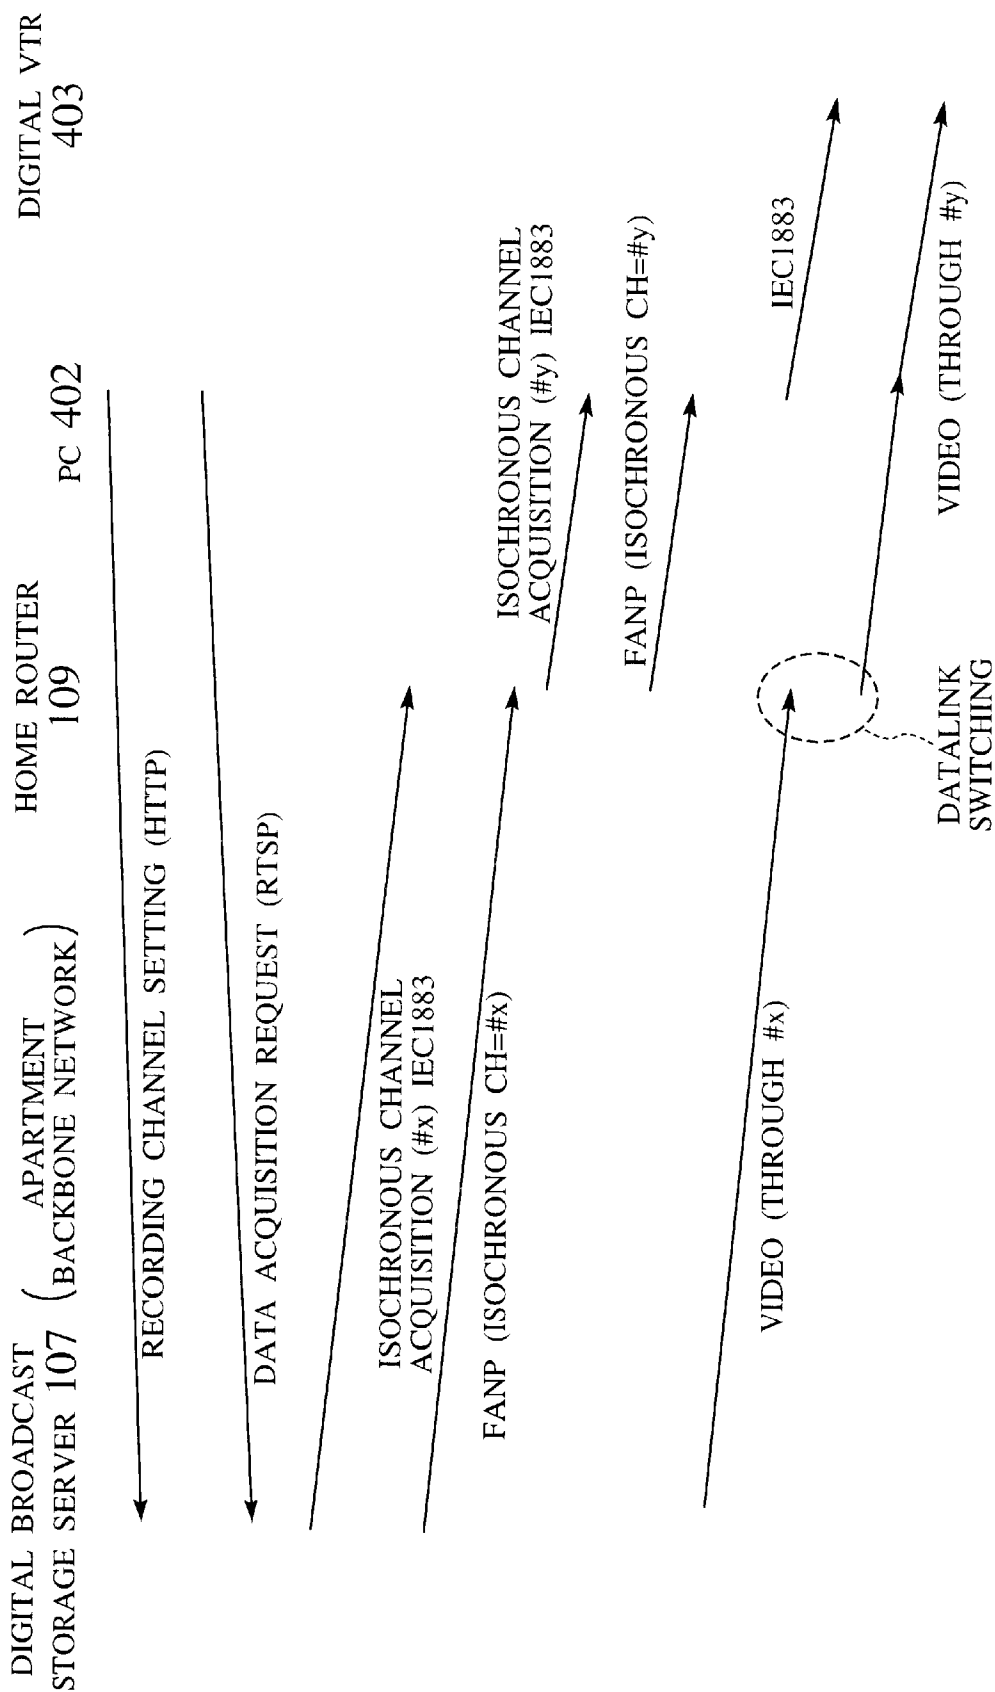 DIGITAL BROADCAST
STORAGE SERVER 107
APARTMENT
(BACKBONE NETWORK)
HOME ROUTER
109
PC 402
DIGITAL VTR
403
RECORDING CHANNEL SETTING (HTTP)
DATA ACQUISITION REQUEST (RTSP)
ISOCHRONOUS CHANNEL
ACQUISITION (#x) IEC1883
FANP (ISOCHRONOUS CH=#x)
ISOCHRONOUS CHANNEL
ACQUISITION (#y) IEC1883
FANP (ISOCHRONOUS CH=#y)
IEC1883
VIDEO (THROUGH #x)
VIDEO (THROUGH #y)
DATALINK
SWITCHING